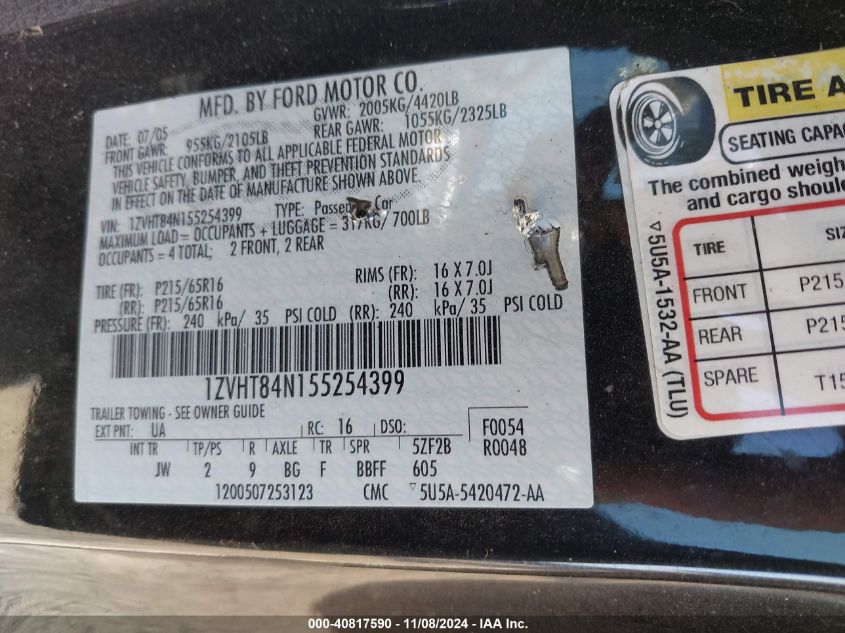 MFD. BY FORD MOTOR CO.
DATE: 07/05 GVWR: 2005KG/4420LB
FRONT GAWR: 955KG/2105LB REAR GAWR: 1055KG/2325LB
THIS VEHICLE CONFORMS TO ALL APPLICABLE FEDERAL MOTOR
VEHICLE SAFETY, BUMPER, AND THEFT PREVENTION STANDARDS
IN EFFECT ON THE DATE OF MANUFACTURE SHOWN ABOVE.
VIN: 1ZVHT84N155254399 TYPE: Passenger Car
MAXIMUM LOAD = OCCUPANTS + LUGGAGE = 317KG/ 700LB
OCCUPANTS = 4 TOTAL; 2 FRONT, 2 REAR
TIRE (FR): P215/65R16 RIMS (FR): 16 X 7.0J
(RR): P215/65R16 (RR): 16 X 7.0J
PRESSURE (FR): 240 kPa/ 35 PSI COLD (RR): 240 kPa/ 35 PSI COLD
1ZVHT84N155254399
TRAILER TOWING - SEE OWNER GUIDE
EXT PNT: UA RC: 16 DSO: F0054
INT TR TP/PS R AXLE TR SPR 5ZF2B R0048
JW 2 9 BG F BBFF 605
1200507253123 CMC ▽5U5A-5420472-AA
TIRE A
SEATING CAPAC
The combined weigh
and cargo shoul
TIRE SIZ
FRONT P215
REAR P215
SPARE T15
▽5U5A-1532-AA (TLU)
000-40817590 - 11/08/2024 - IAA Inc.